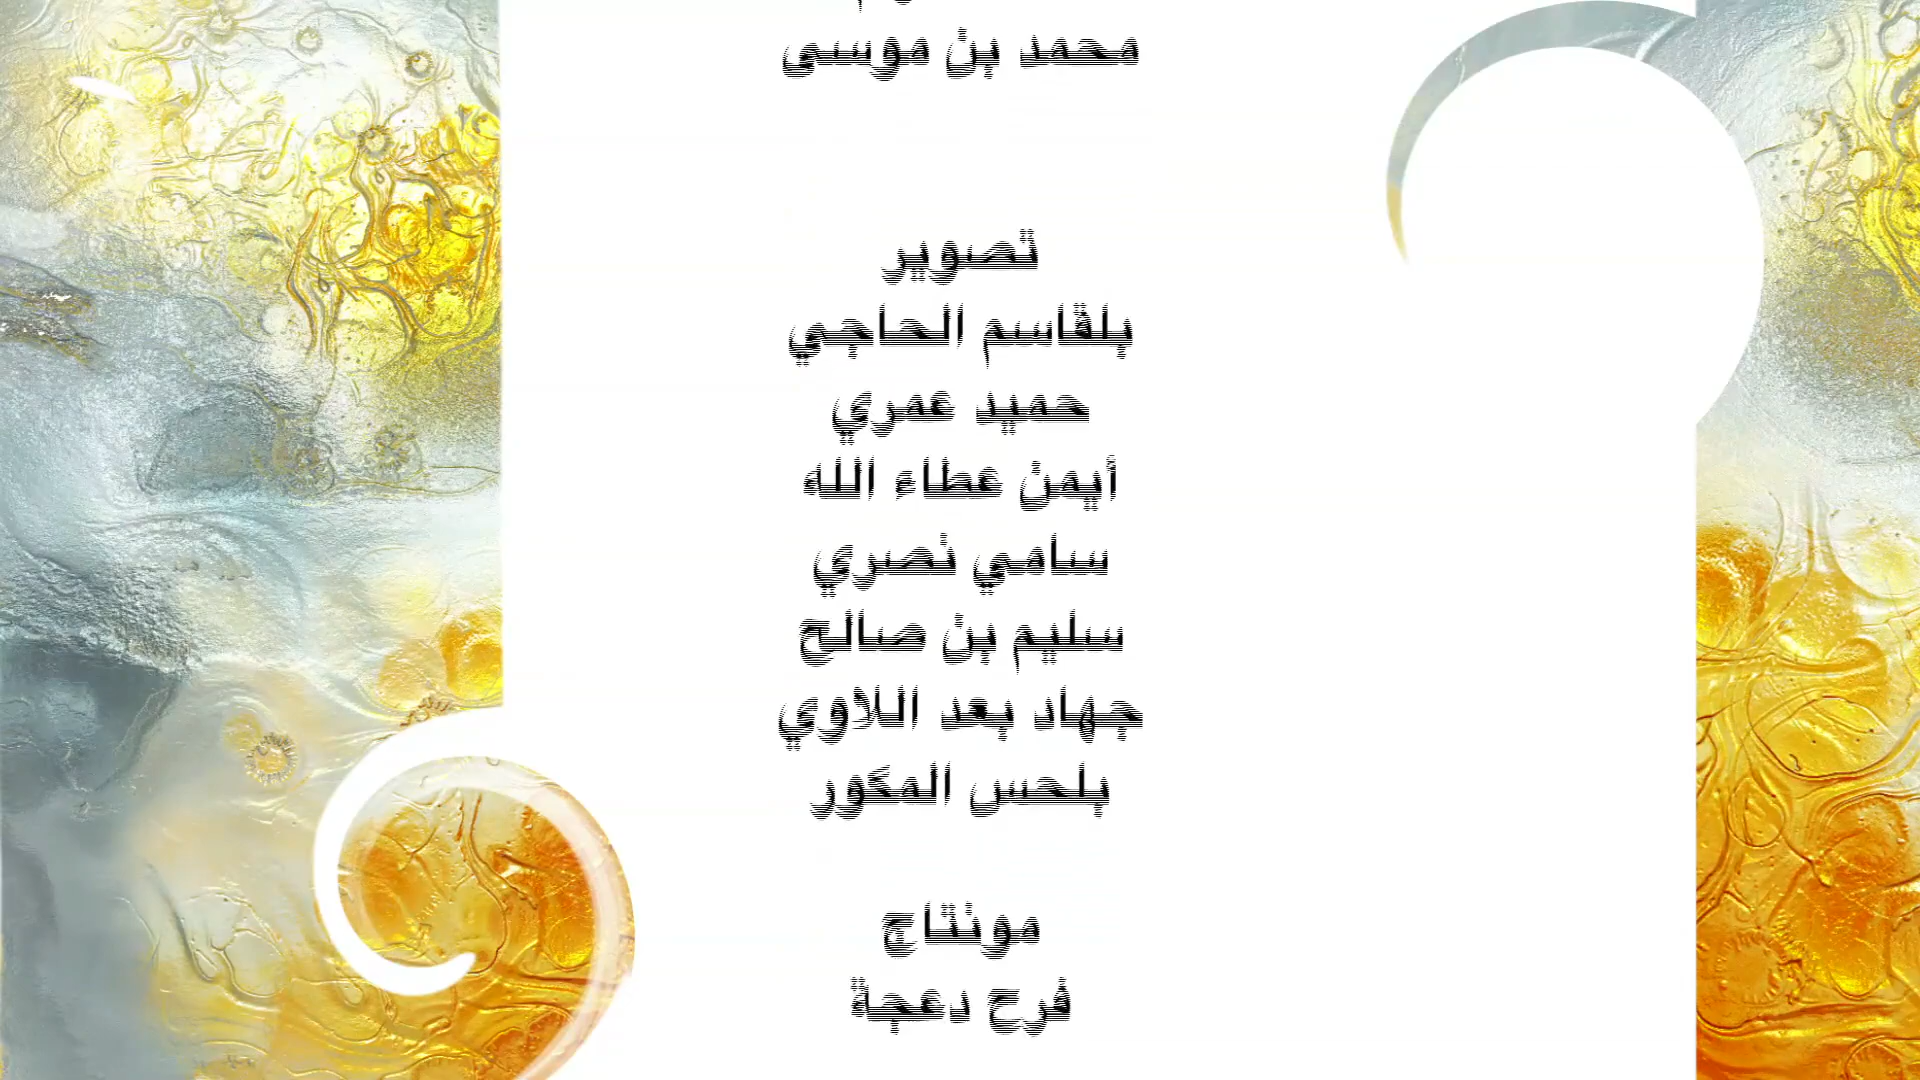 محمد بن موسى
تصوير
بلقاسم الحاجي
حميد عمري
أيمن عطاء الله
سامي نصري
سليم بن صالح
جهاد بعد اللاوي
بلحس المكور
مونتاج
فرح دعجة